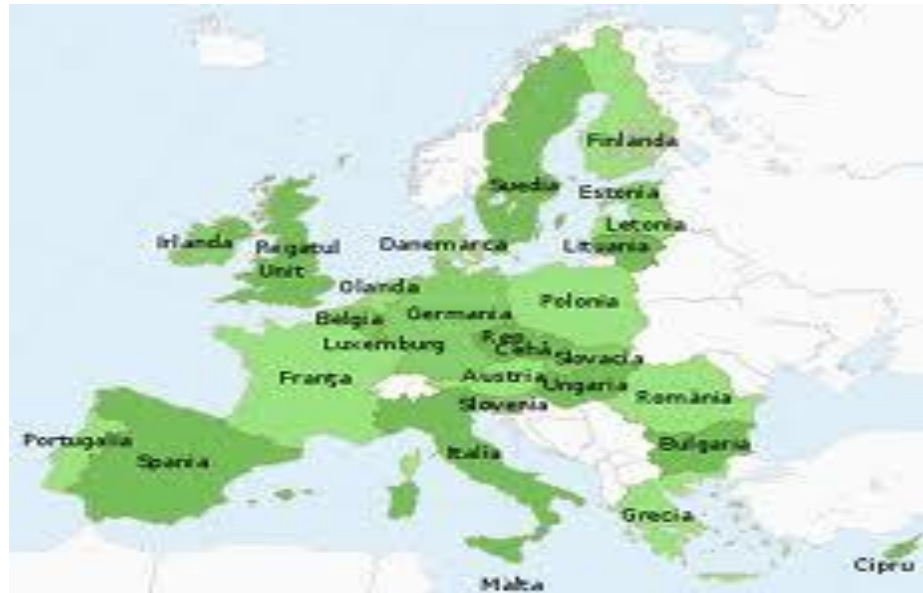 Finlanda
Suedia
Estonia
Letonia
Lituania
Irlanda
Regatul
Unit
Danemarca
Olanda
Germania
Polonia
Belgia
Luxemburg
Rep
Cehă
Slovacia
Franța
Austria
Ungaria
Slovenia
România
Portugalia
Spania
Italia
Bulgaria
Grecia
Cipru
Malta